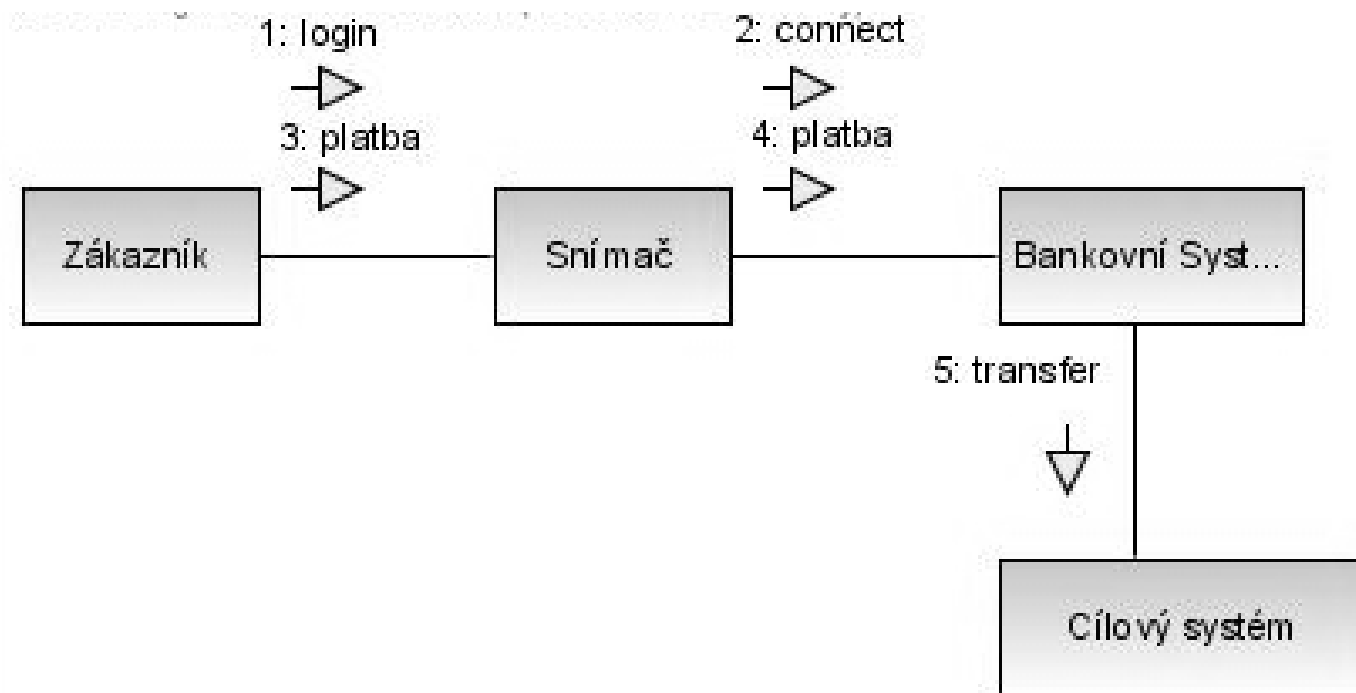 1: login
2: connect
3: platba
4: platba
Zákazník
Snímač
Bankovní Syst...
5: transfer
Cílový systém